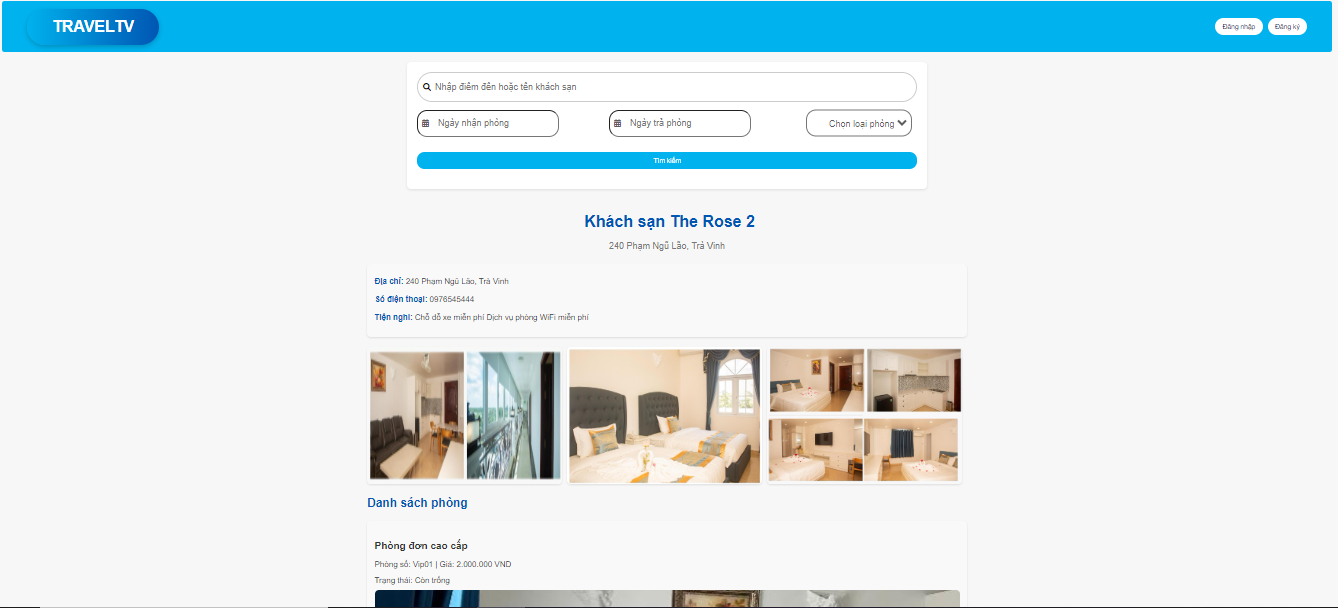 TRAVELTV
Đăng nhập Đăng ký
Nhập điểm đến hoặc tên khách sạn
Ngày nhận phòng Ngày trả phòng Chọn loại phòng
Tìm kiếm
Khách sạn The Rose 2
240 Phạm Ngũ Lão, Trà Vinh
Địa chỉ: 240 Phạm Ngũ Lão, Trà Vinh
Số điện thoại: 0976545444
Tiện nghi: Chỗ đỗ xe miễn phí Dịch vụ phòng WiFi miễn phí
Danh sách phòng
Phòng đơn cao cấp
Phòng số: Vip01 | Giá: 2.000.000 VND
Trạng thái: Còn trống